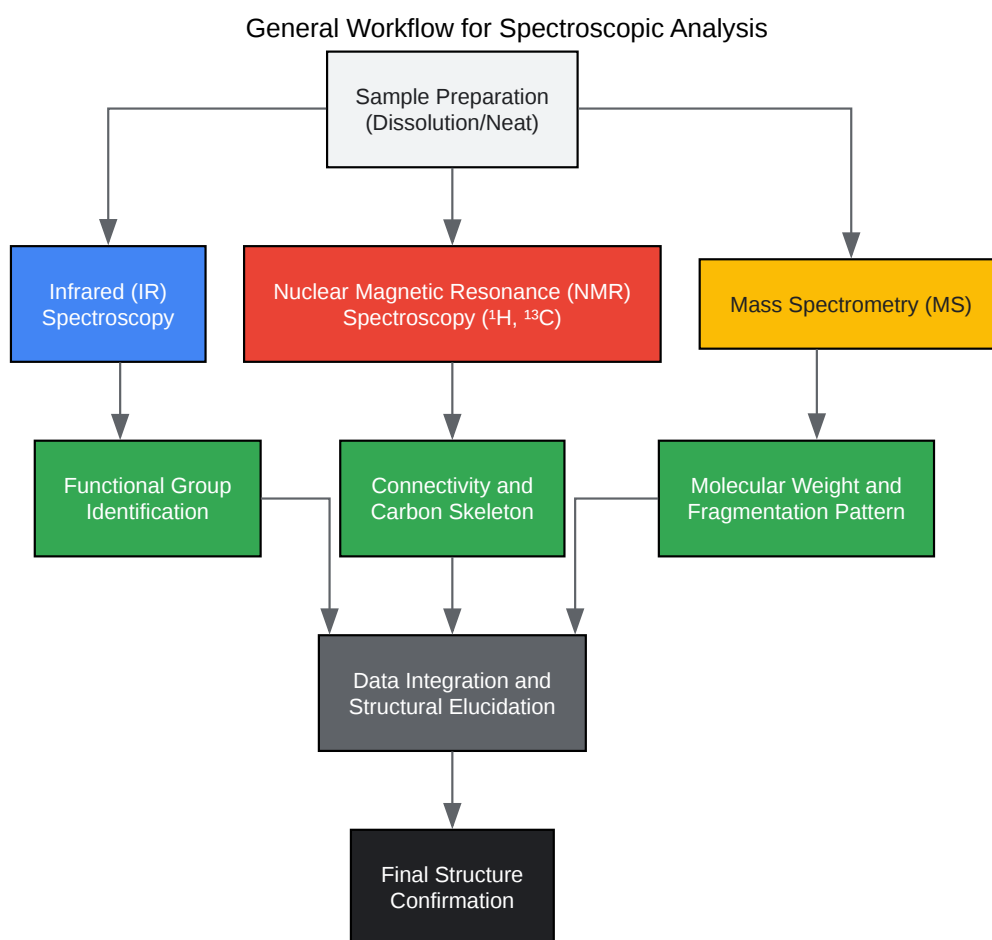 General Workflow for Spectroscopic Analysis
Sample Preparation
(Dissolution/Neat)
Infrared (IR)
Spectroscopy
Nuclear Magnetic Resonance (NMR)
Spectroscopy (¹H, ¹³C)
Mass Spectrometry (MS)
Functional Group
Identification
Connectivity and
Carbon Skeleton
Molecular Weight and
Fragmentation Pattern
Data Integration and
Structural Elucidation
Final Structure
Confirmation